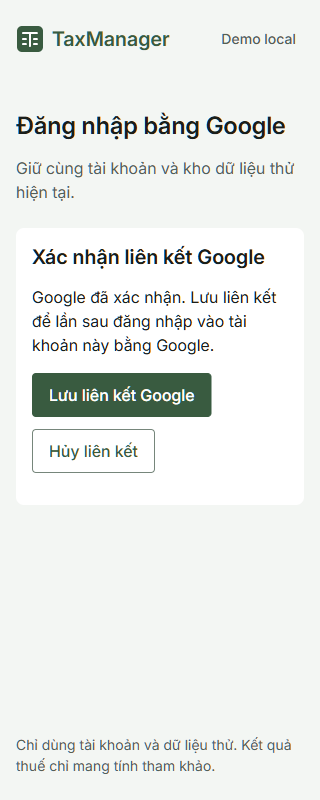 TaxManager
Demo local
Đăng nhập bằng Google
Giữ cùng tài khoản và kho dữ liệu thử
hiện tại.
Xác nhận liên kết Google
Google đã xác nhận. Lưu liên kết
để lần sau đăng nhập vào tài
khoản này bằng Google.
Lưu liên kết Google
Hủy liên kết
Chỉ dùng tài khoản và dữ liệu thử. Kết quả
thuế chỉ mang tính tham khảo.